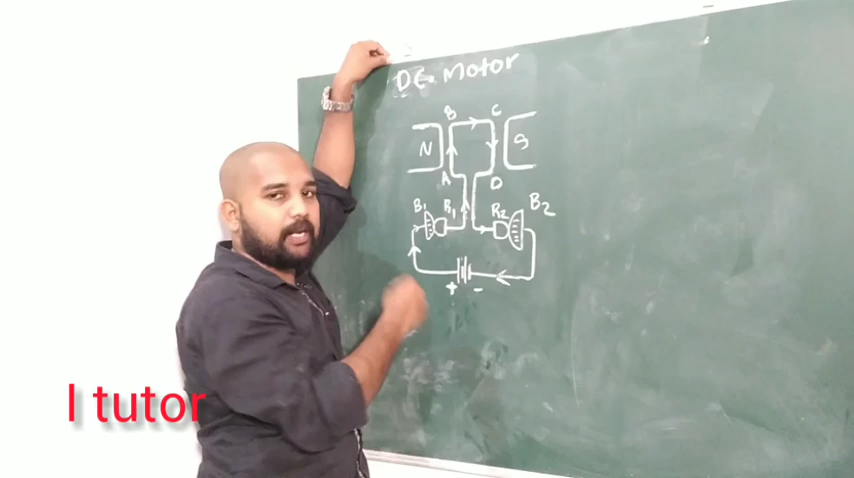 DC Motor
B C
N S
A D
B1 R1 R2 B2
+ -
I tutor